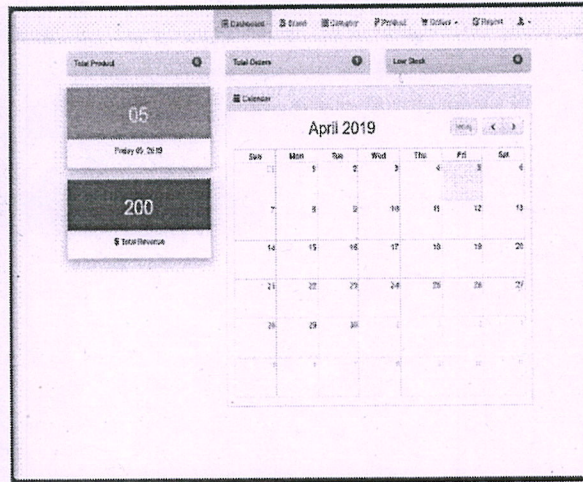 Dashboard Brand Category Product Orders Report
Total Product
Total Orders
Low Stock
05
Friday 05, 2019
200
$ Total Revenue
Calendar
April 2019
Sun Mon Tue Wed Thu Fri Sat
1 2 3 4 5 6
7 8 9 10 11 12 13
14 15 16 17 18 19 20
21 22 23 24 25 26 27
28 29 30